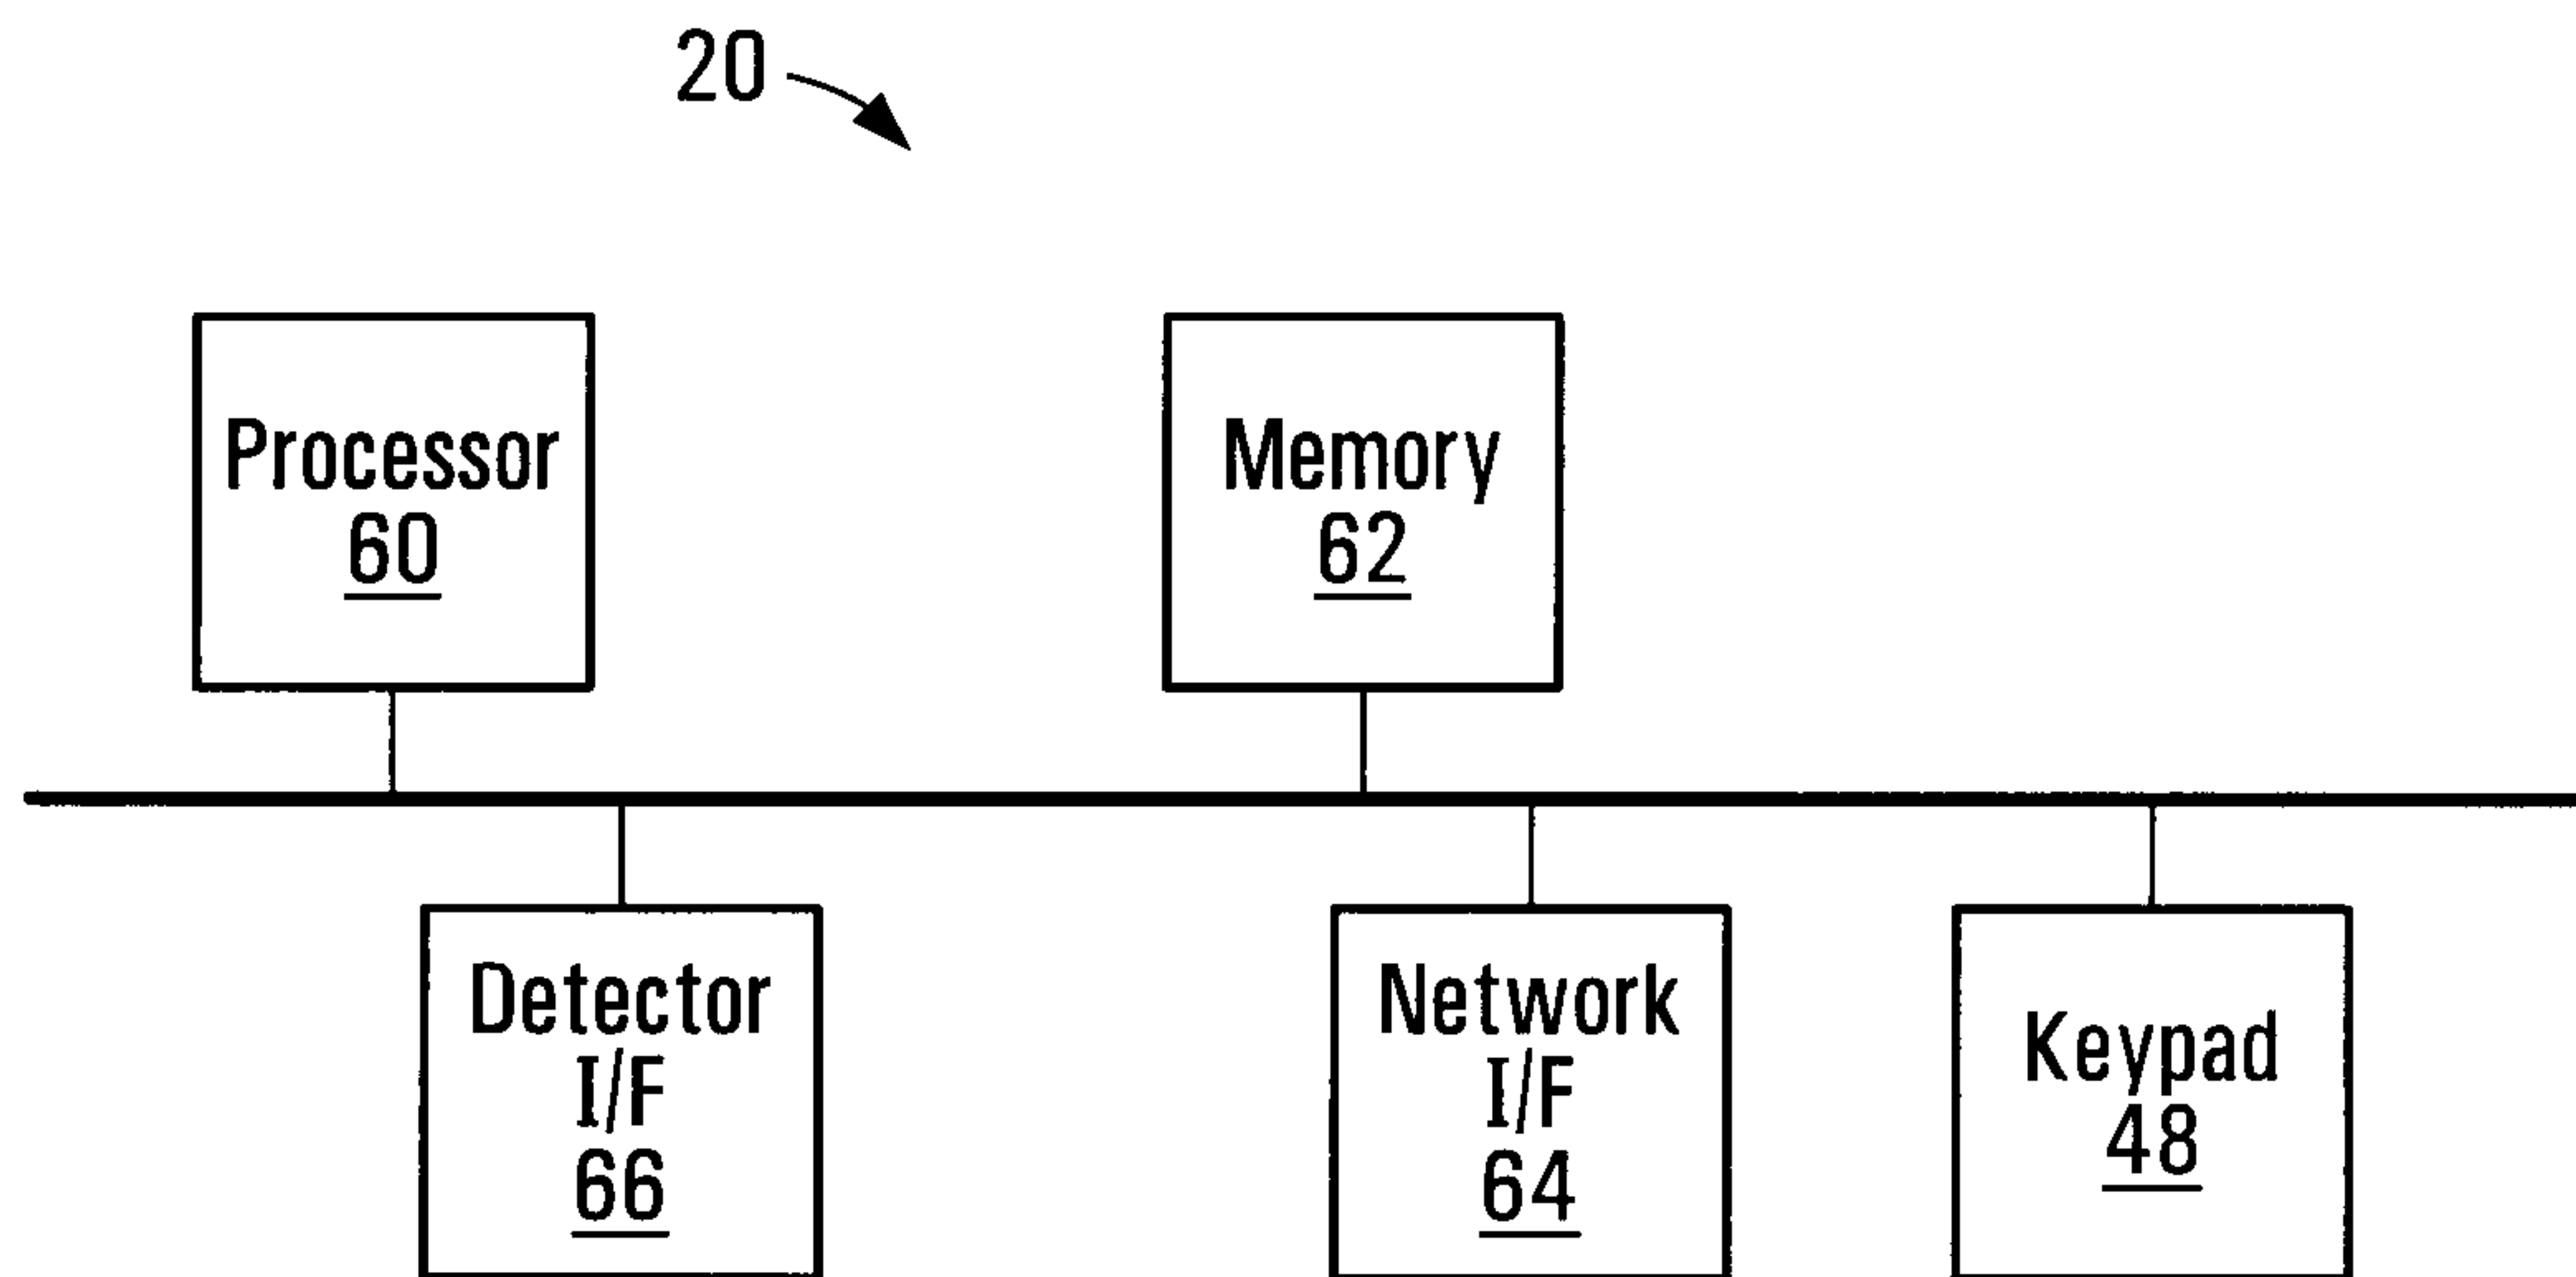 20
Processor
60
Memory
62
Detector
I/F
66
Network
I/F
64
Keypad
48